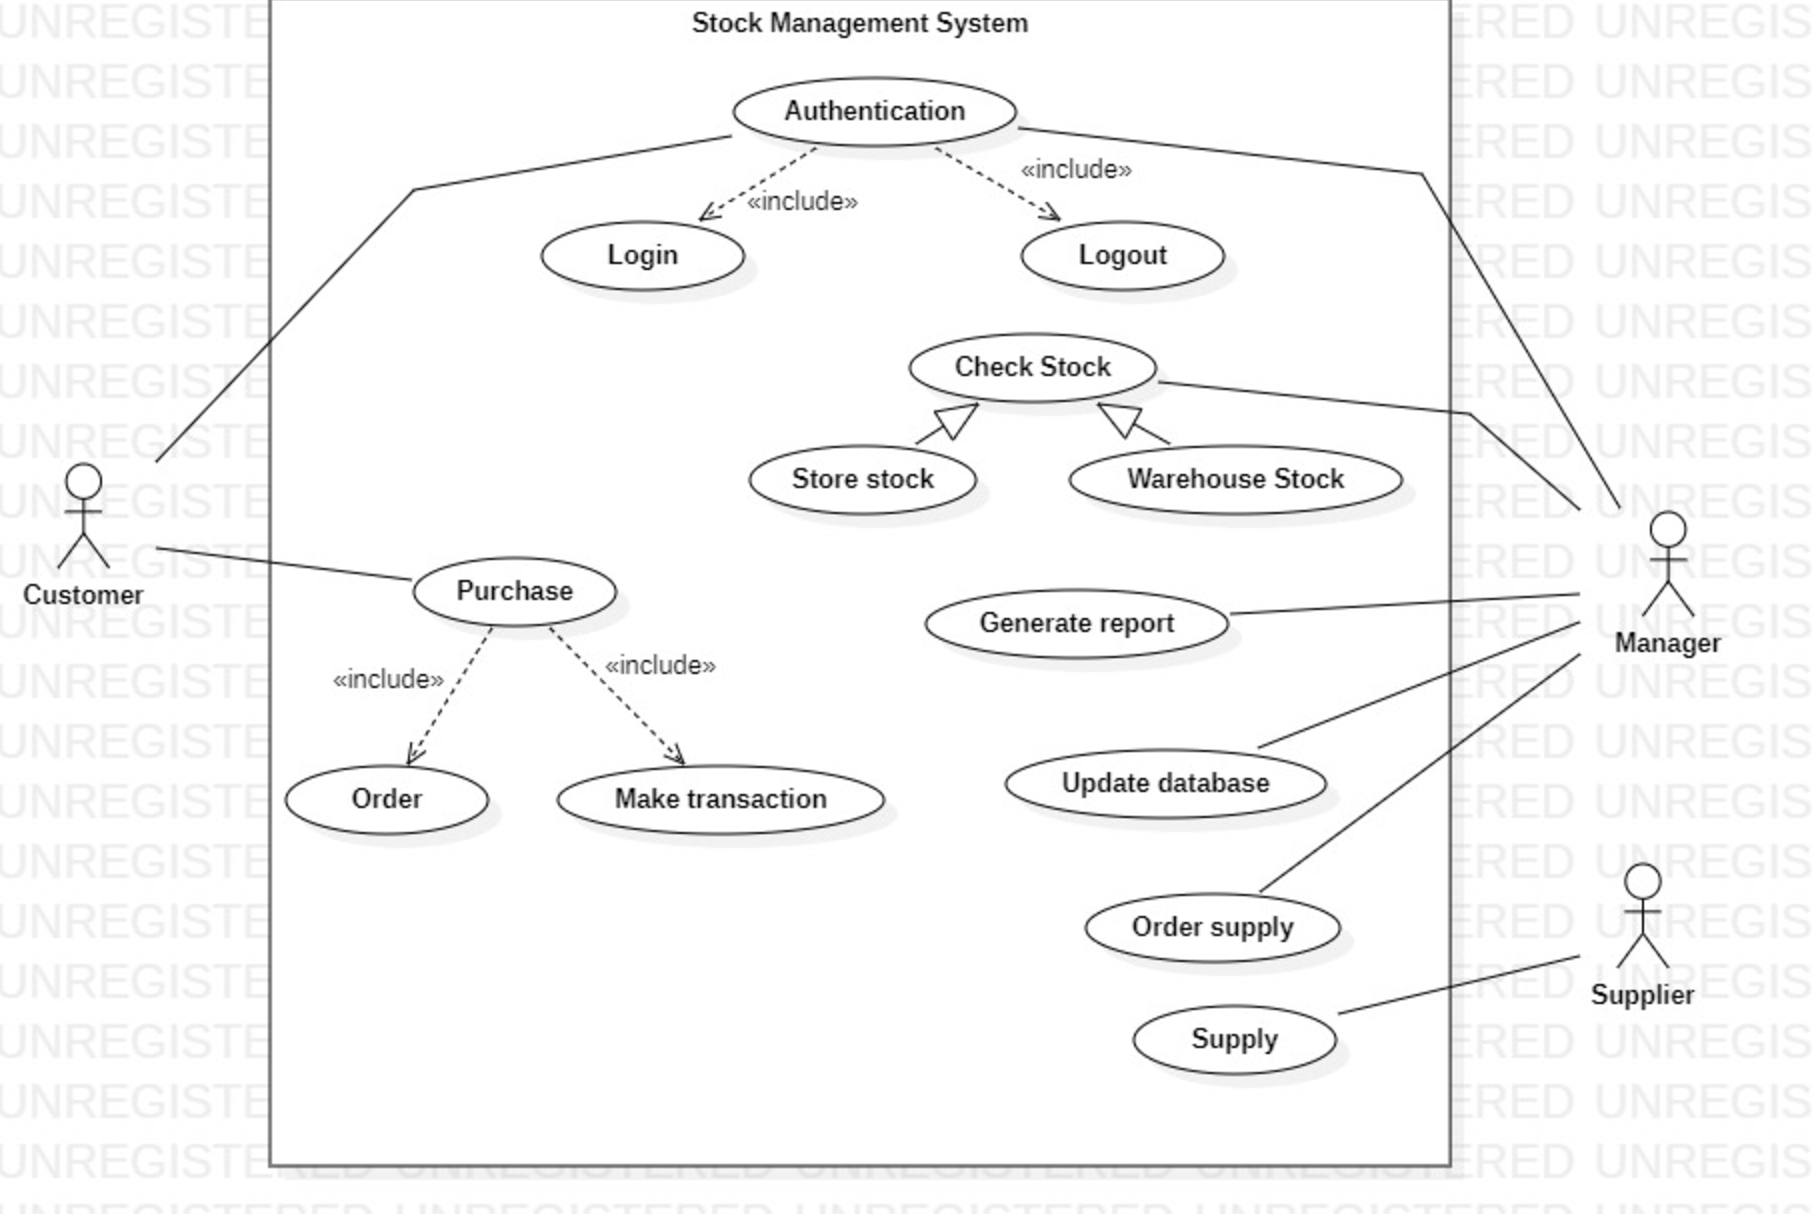 Stock Management System
Authentication
«include»
«include»
Login
Logout
Check Stock
Store stock
Warehouse Stock
Customer
Purchase
Generate report
Manager
«include»
«include»
Order
Make transaction
Update database
Order supply
Supplier
Supply
UNREGISTERED UNREGISTERED UNREGISTERED